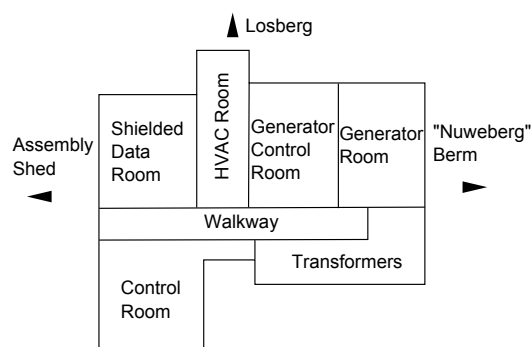 Losberg
Assembly
Shed
Shielded
Data
Room
HVAC Room
Generator
Control
Room
Generator
Room
"Nuweberg"
Berm
Walkway
Transformers
Control
Room